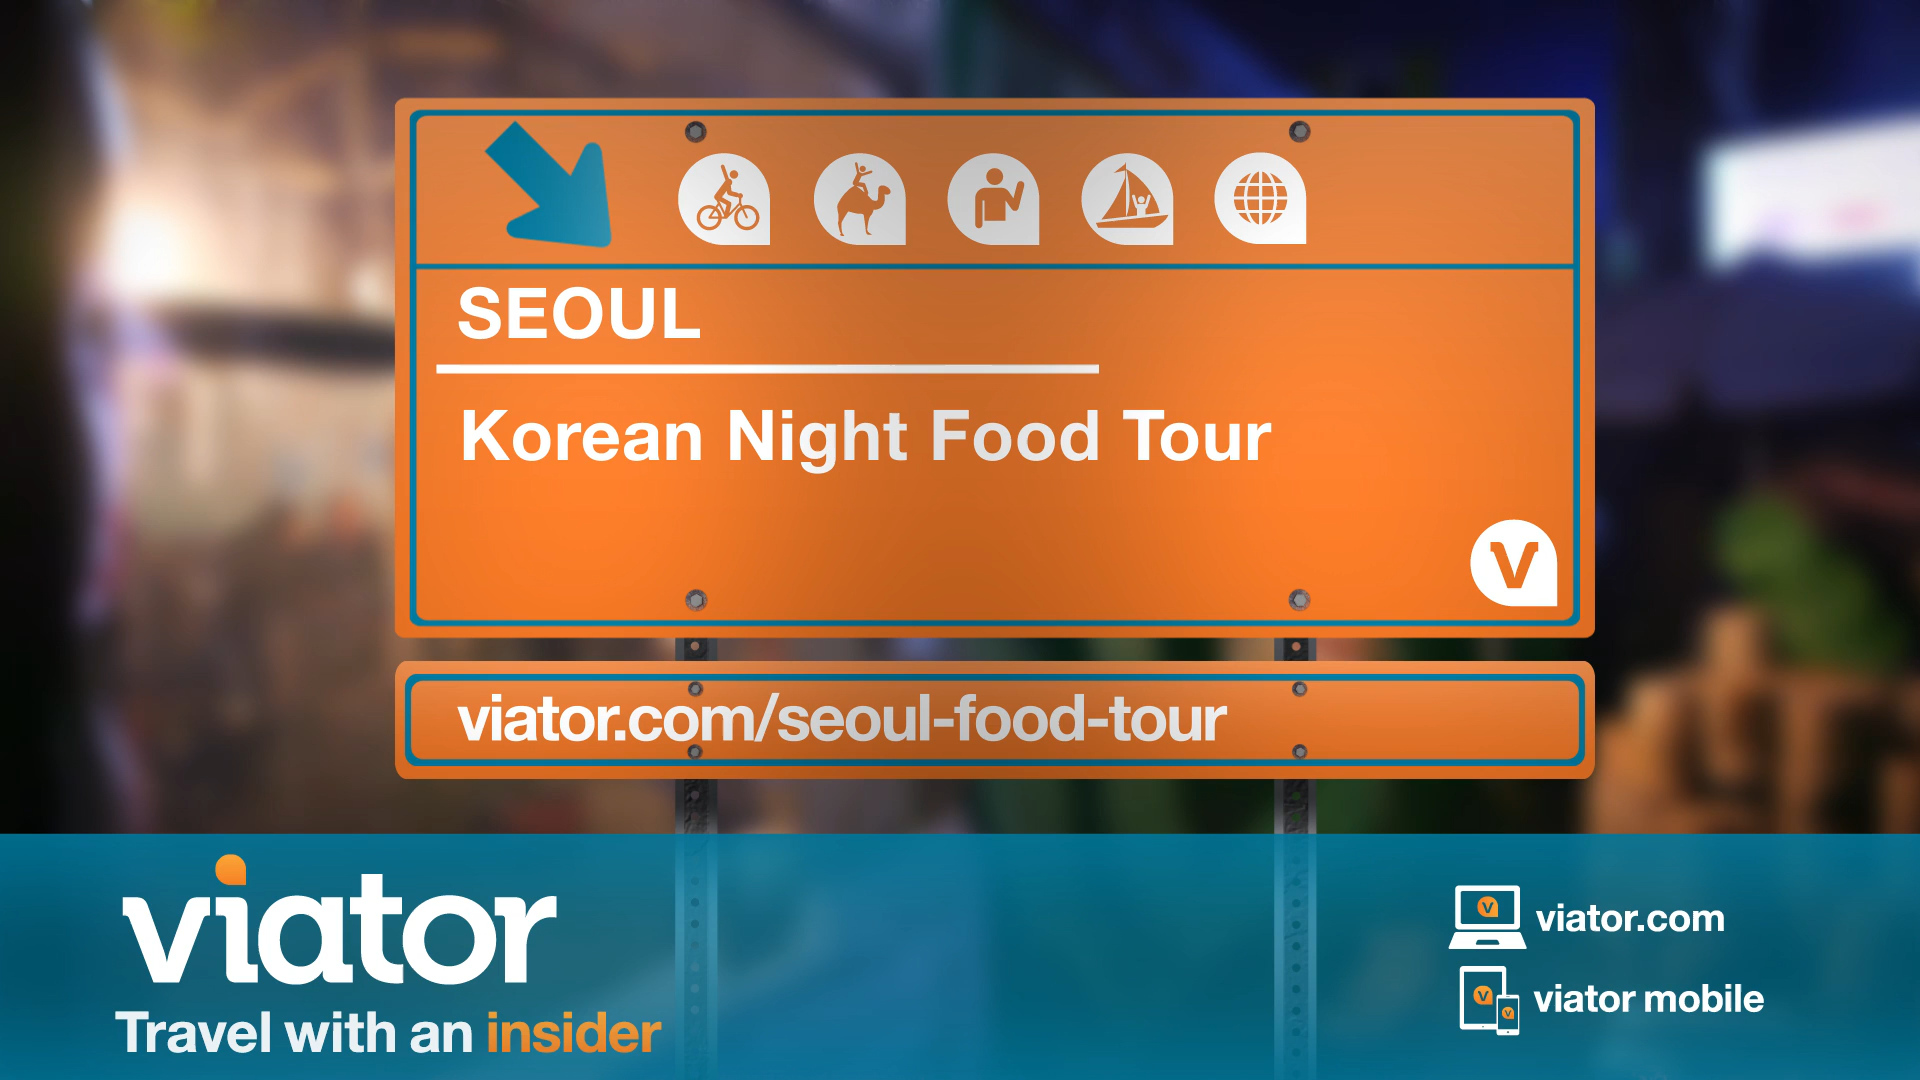 SEOUL
Korean Night Food Tour
v
viator.com/seoul-food-tour
viator
Travel with an insider
v viator.com
v v viator mobile